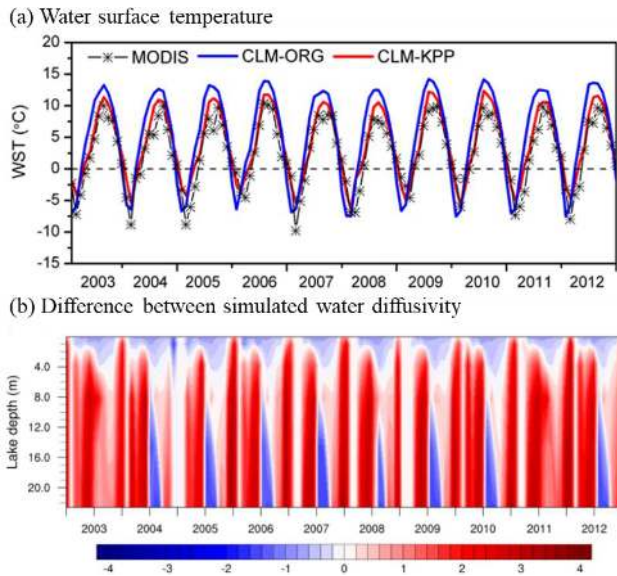 (a) Water surface temperature
MODIS CLM-ORG CLM-KPP
WST (°C)
20
15
10
5
0
-5
-10
-15
2003 2004 2005 2006 2007 2008 2009 2010 2011 2012
(b) Difference between simulated water diffusivity
Lake depth (m)
4.0
8.0
12.0
16.0
20.0
2003 2004 2005 2006 2007 2008 2009 2010 2011 2012
-4 -3 -2 -1 0 1 2 3 4